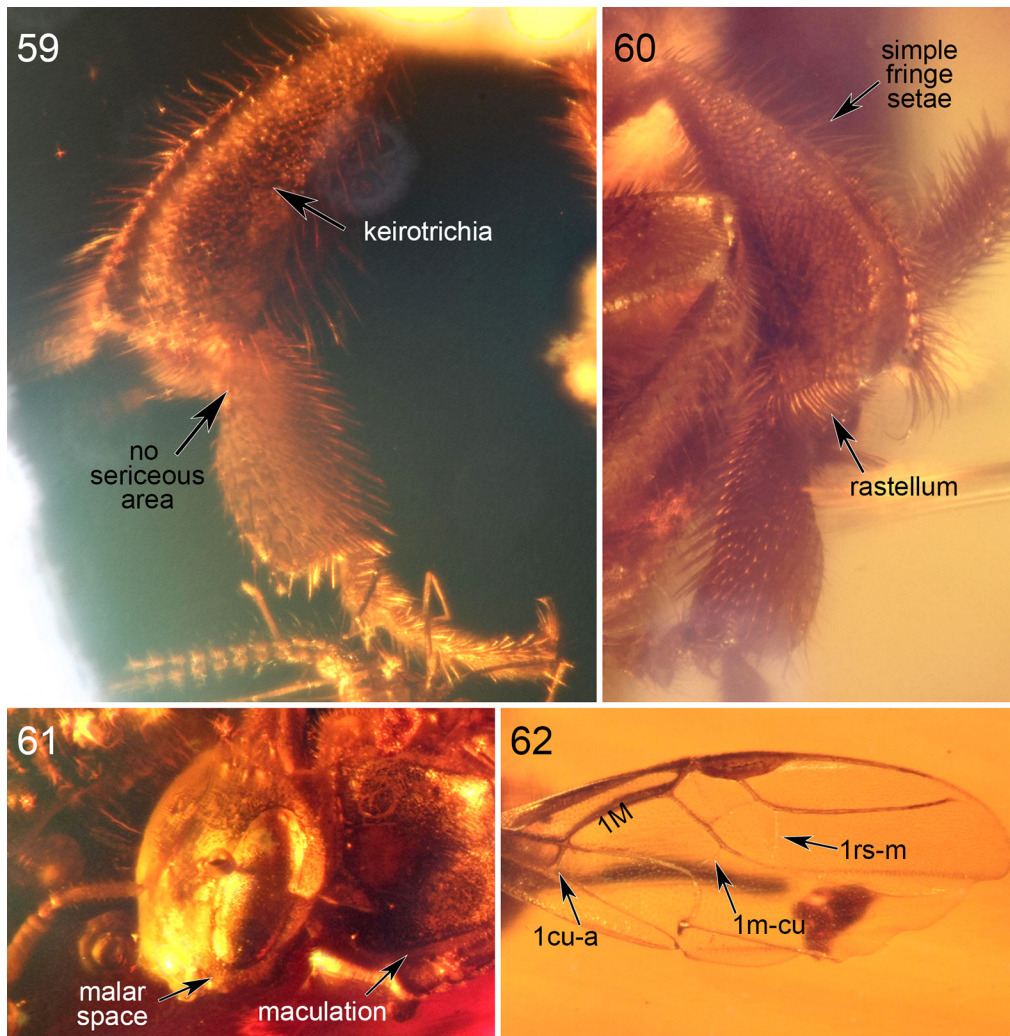 59
keirotrichia
no
sericeous
area
60
simple
fringe
setae
rastellum
61
malar
space
maculation
62
1M
1rs-m
1m-cu
1cu-a